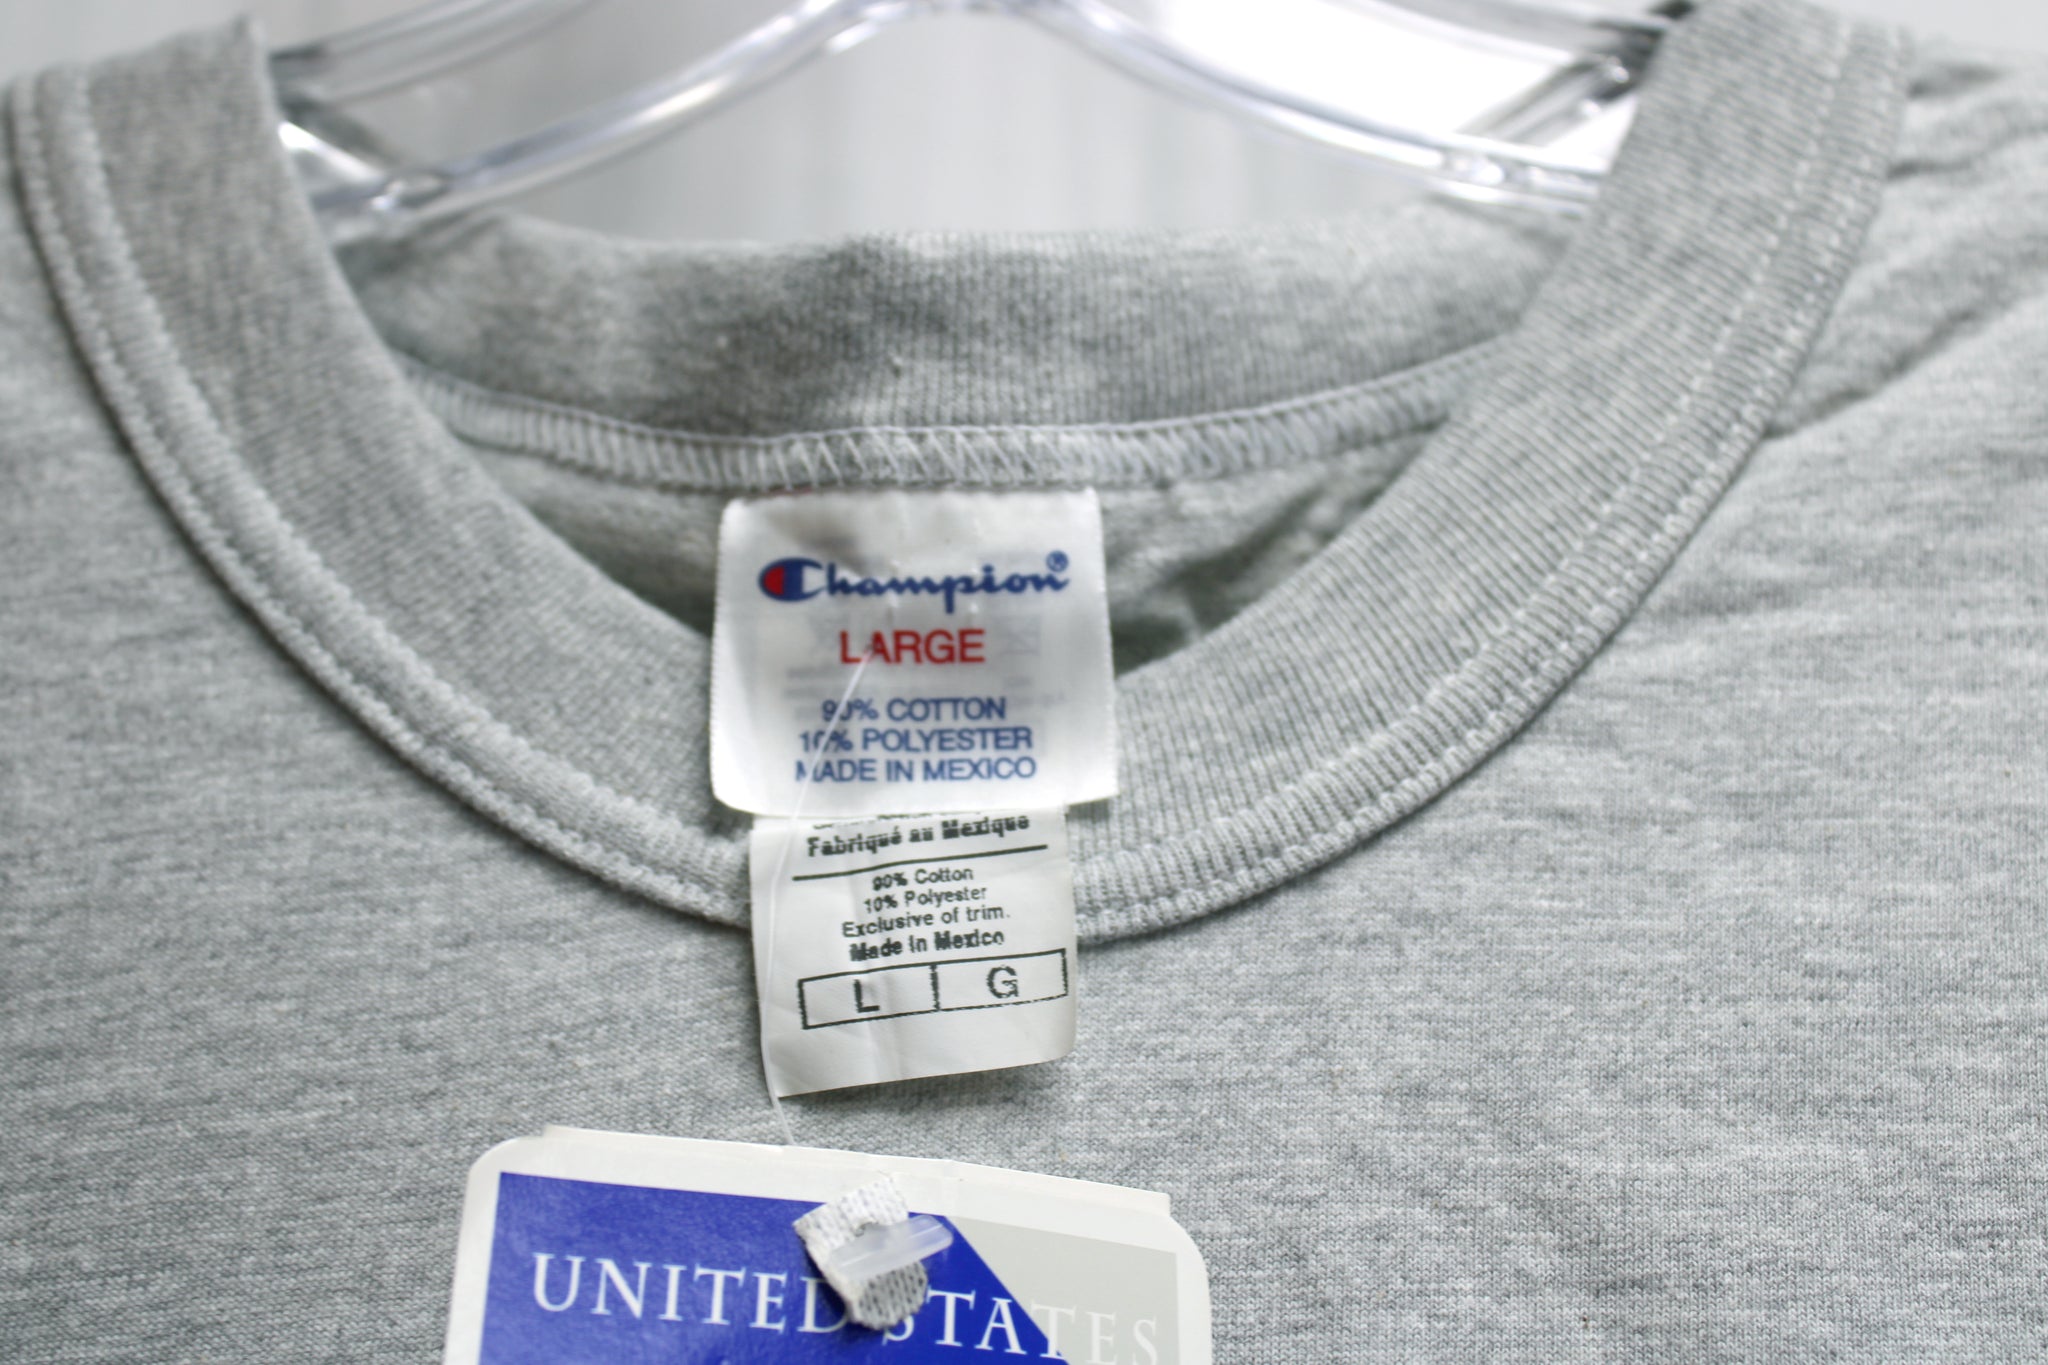 Champion®
LARGE
90% COTTON
10% POLYESTER
MADE IN MEXICO
Fabriqué au Mexique
90% Cotton
10% Polyester
Exclusive of trim.
Made in Mexico
L G
UNITED STATES